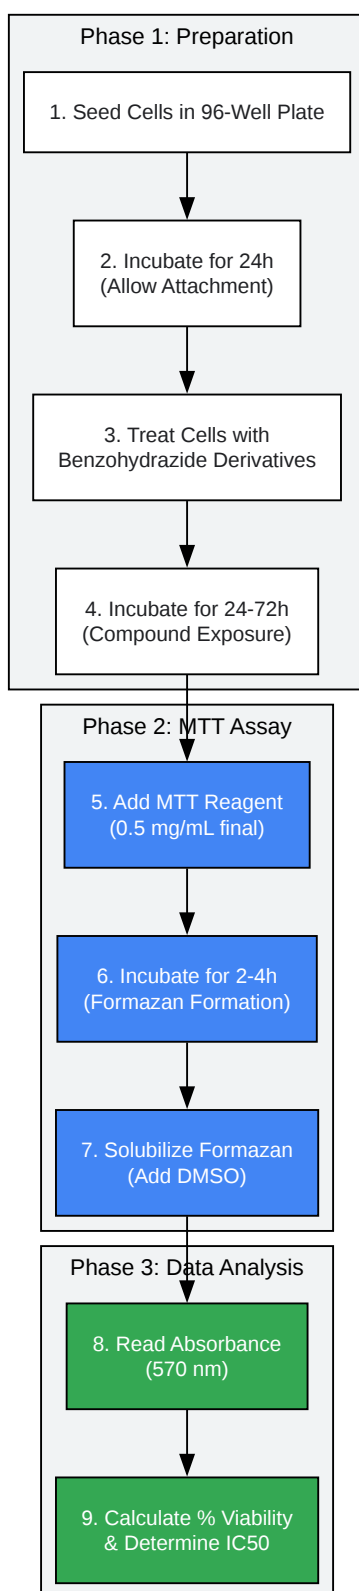 Phase 1: Preparation
1. Seed Cells in 96-Well Plate
2. Incubate for 24h
(Allow Attachment)
3. Treat Cells with
Benzohydrazide Derivatives
4. Incubate for 24-72h
(Compound Exposure)
Phase 2: MTT Assay
5. Add MTT Reagent
(0.5 mg/mL final)
6. Incubate for 2-4h
(Formazan Formation)
7. Solubilize Formazan
(Add DMSO)
Phase 3: Data Analysis
8. Read Absorbance
(570 nm)
9. Calculate % Viability
& Determine IC50